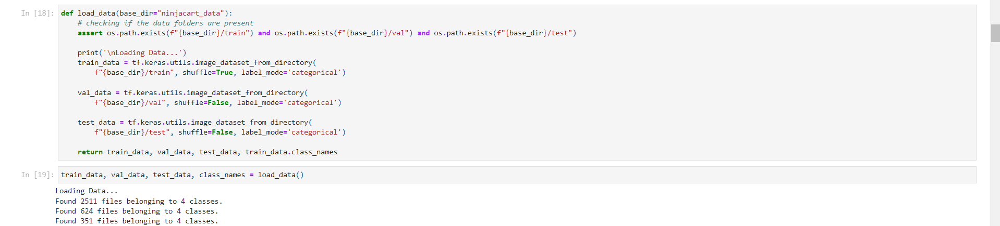 In [18]: def load_data(base_dir="ninjacart_data"):
    # checking if the data folders are present
    assert os.path.exists(f"{base_dir}/train") and os.path.exists(f"{base_dir}/val") and os.path.exists(f"{base_dir}/test")

    print('\nLoading Data...')
    train_data = tf.keras.utils.image_dataset_from_directory(
        f"{base_dir}/train", shuffle=True, label_mode='categorical')

    val_data = tf.keras.utils.image_dataset_from_directory(
        f"{base_dir}/val", shuffle=False, label_mode='categorical')

    test_data = tf.keras.utils.image_dataset_from_directory(
        f"{base_dir}/test", shuffle=False, label_mode='categorical')

    return train_data, val_data, test_data, train_data.class_names
In [19]: train_data, val_data, test_data, class_names = load_data()
Loading Data...
Found 2511 files belonging to 4 classes.
Found 624 files belonging to 4 classes.
Found 351 files belonging to 4 classes.